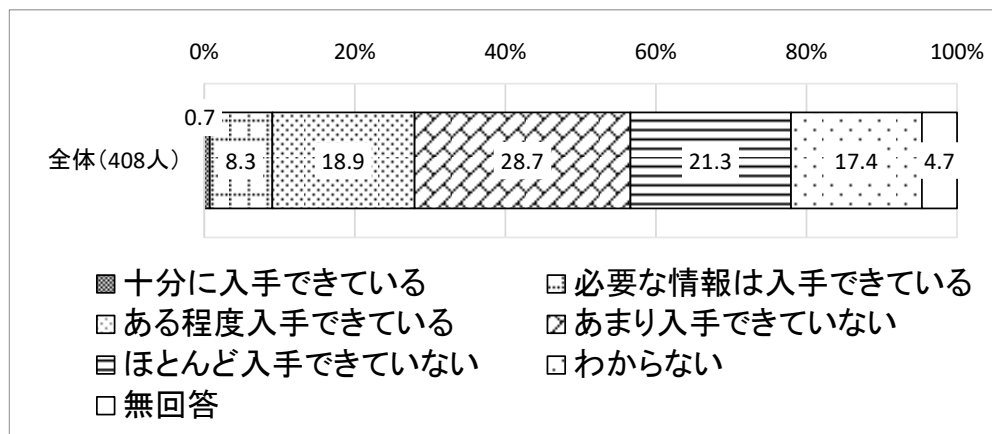 0% 20% 40% 60% 80% 100%
0.7
全体(408人) 8.3 18.9 28.7 21.3 17.4 4.7
十分に入手できている 必要な情報は入手できている
ある程度入手できている あまり入手できていない
ほとんど入手できていない わからない
無回答